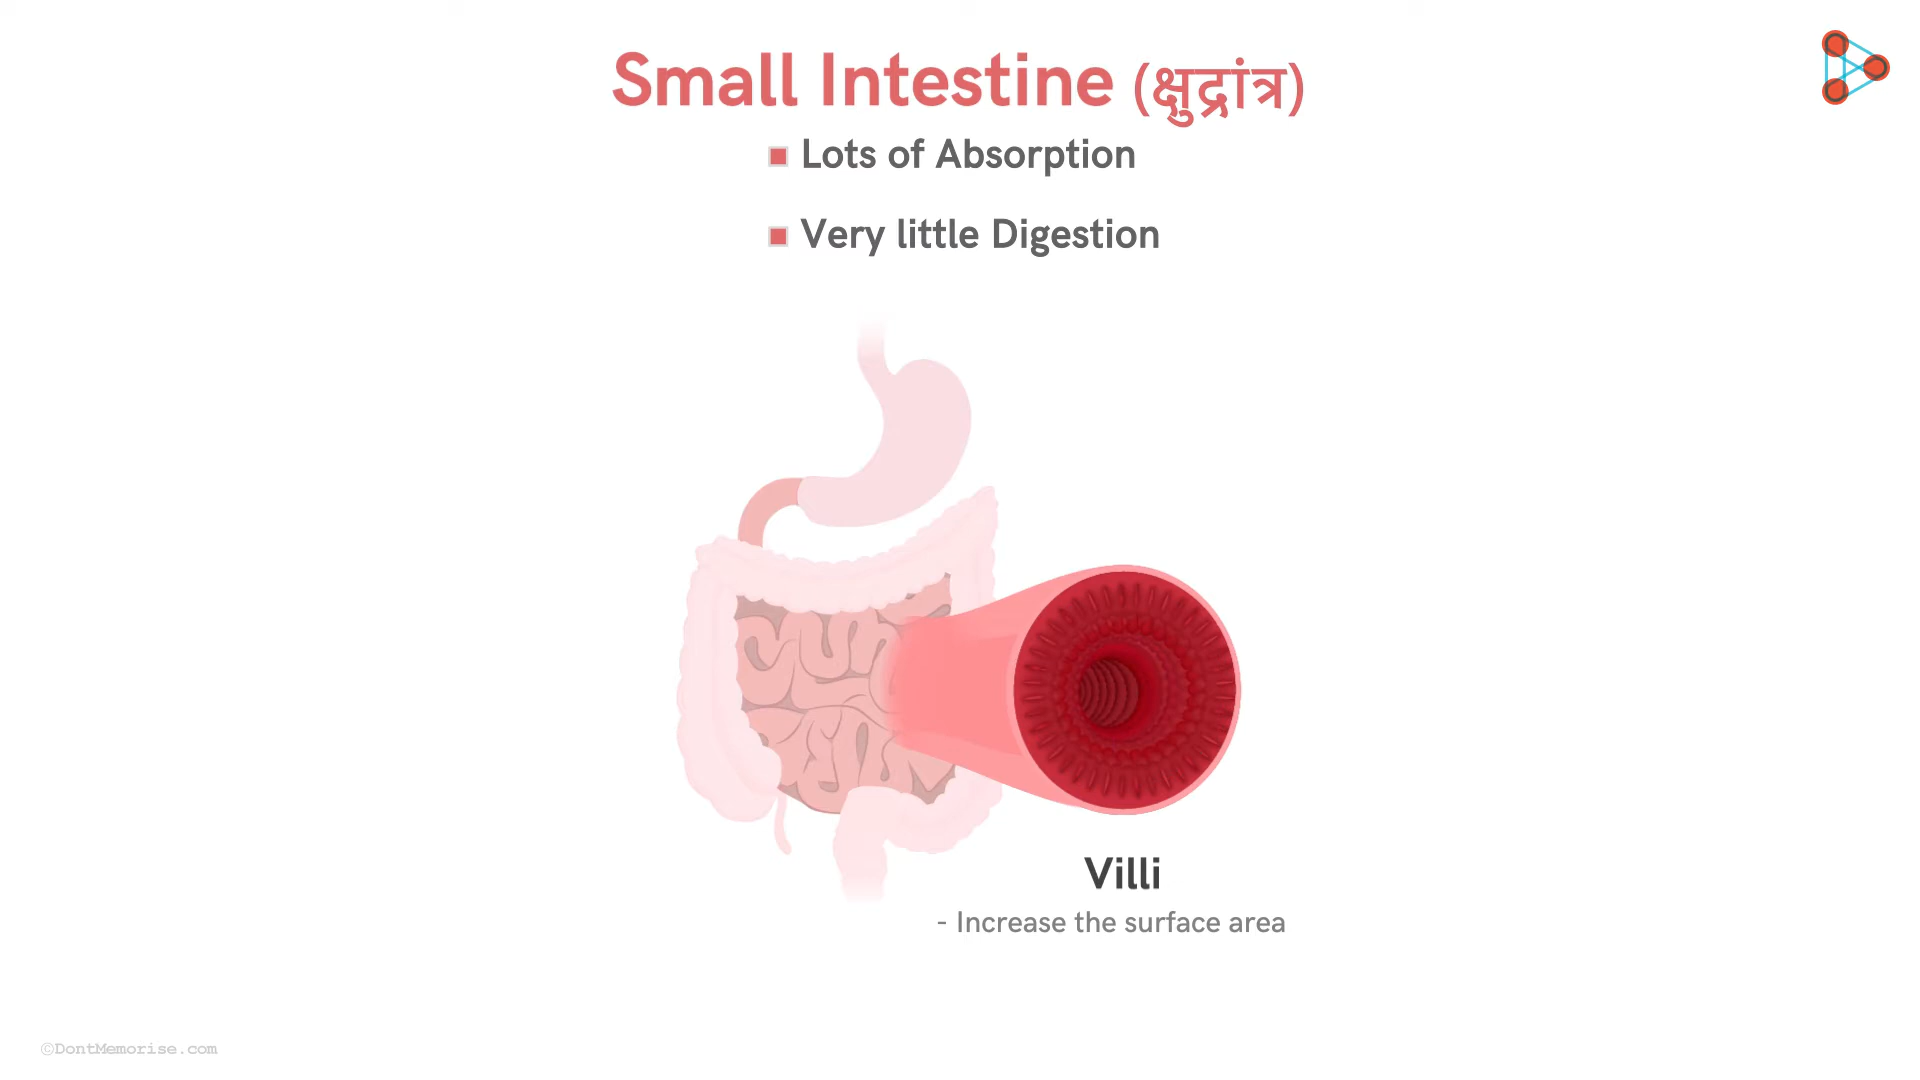 Small Intestine (क्षुद्रांत्र)
Lots of Absorption
Very little Digestion
Villi
- Increase the surface area
©DontMemorise.com